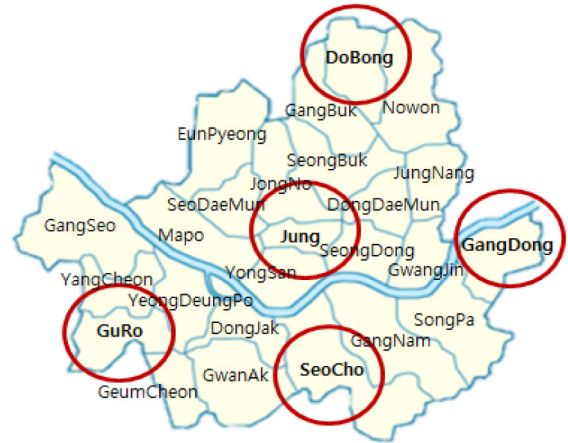 DoBong
GangBuk
Nowon
EunPyeong
SeongBuk
JungNang
JongNo
SeoDaeMun
DongDaeMun
GangSeo
Mapo
Jung
SeongDong
GangDong
YangCheon
YongSan
GwangJin
YeongDeungPo
GuRo
DongJak
SongPa
GangNam
GwanAk
SeoCho
GeumCheon